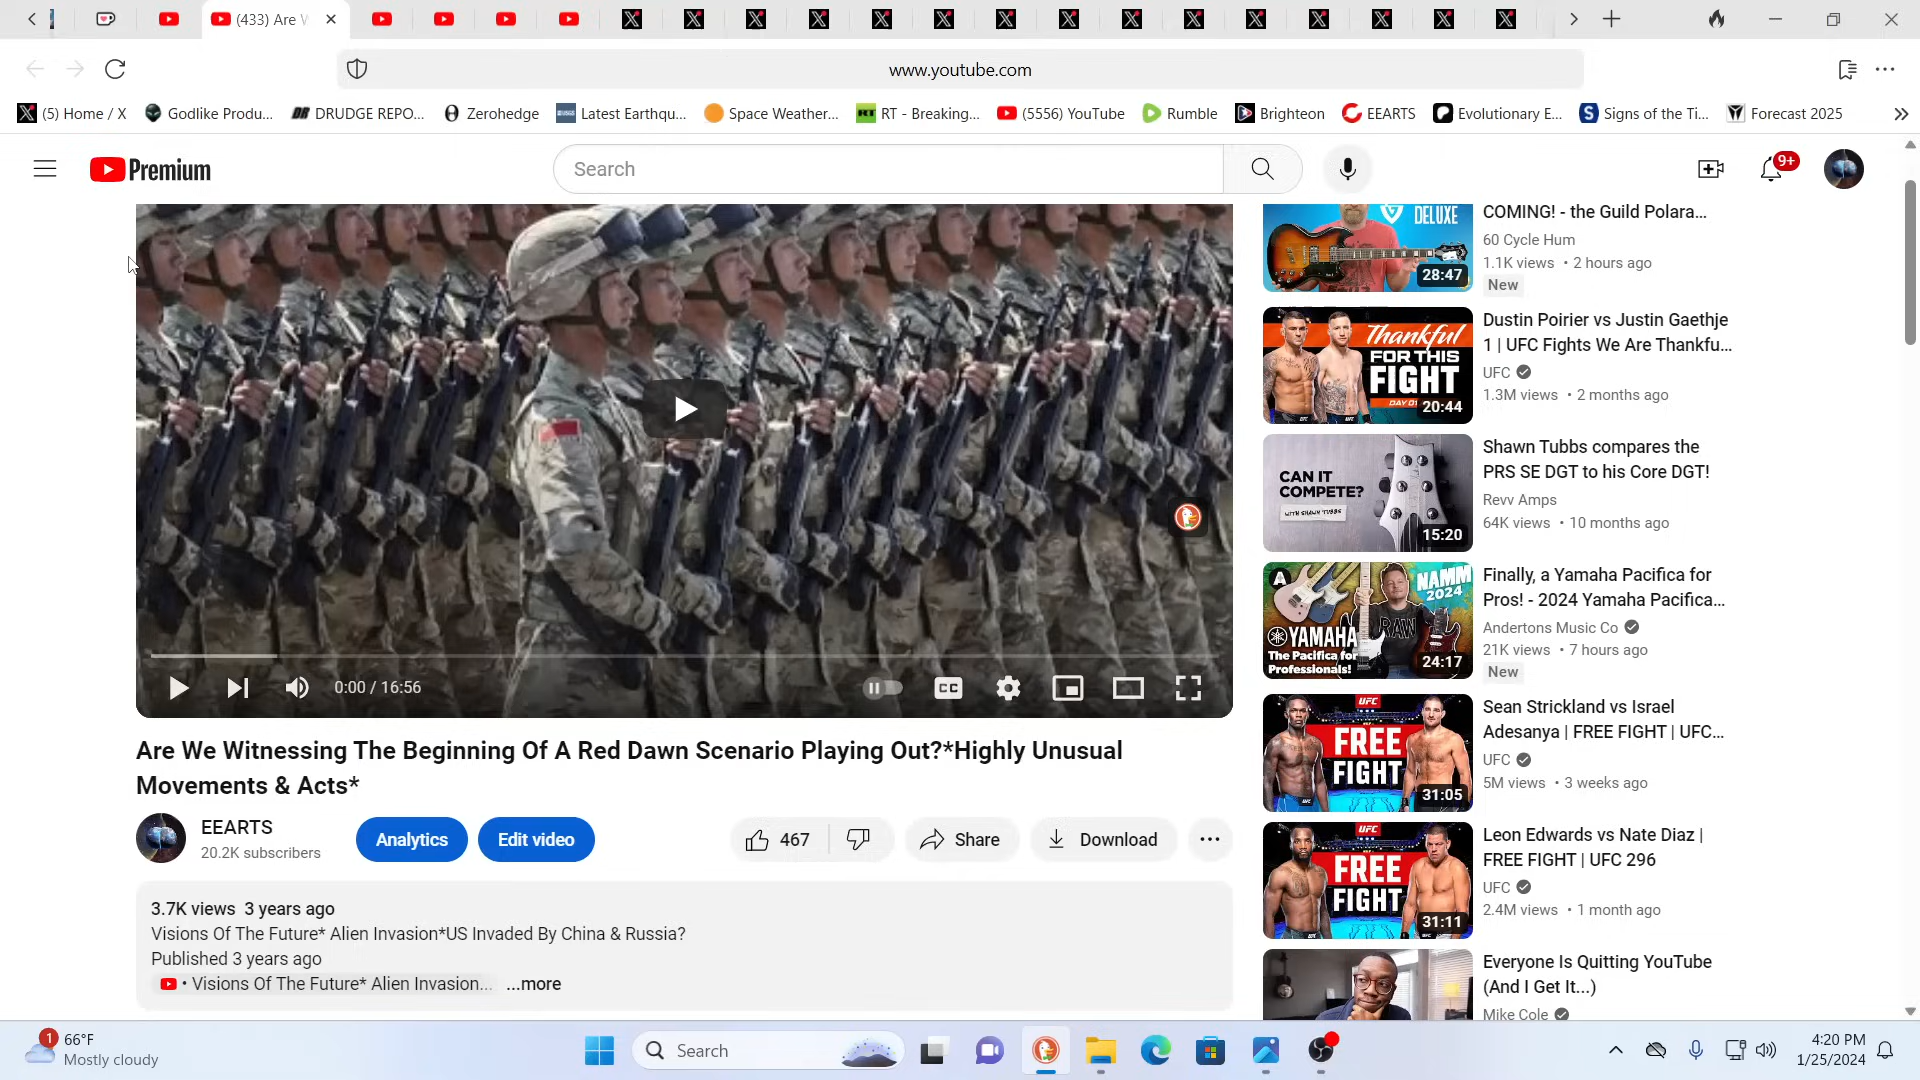 (433) Are W
www.youtube.com
(5) Home / X
Godlike Produ...
DRUDGE REPO...
Zerohedge
Latest Earthqu...
Space Weather...
RT - Breaking...
(5556) YouTube
Rumble
Brighteon
EEARTS
Evolutionary E...
Signs of the Ti...
Forecast 2025
Premium
Search
9+
DELUXE
28:47
COMING! - the Guild Polara...
60 Cycle Hum
1.1K views • 2 hours ago
New
Thankful
FOR THIS
FIGHT
20:44
Dustin Poirier vs Justin Gaethje
1 | UFC Fights We Are Thankfu...
UFC
1.3M views • 2 months ago
CAN IT
COMPETE?
WITH SHAWN TUBBS
15:20
Shawn Tubbs compares the
PRS SE DGT to his Core DGT!
Revv Amps
64K views • 10 months ago
A
NAMM
2024
RAW
YAMAHA
The Pacifica for
Professionals!
24:17
Finally, a Yamaha Pacifica for
Pros! - 2024 Yamaha Pacifica...
Andertons Music Co
21K views • 7 hours ago
New
UFC
FREE
FIGHT
31:05
Sean Strickland vs Israel
Adesanya | FREE FIGHT | UFC...
UFC
5M views • 3 weeks ago
UFC
FREE
FIGHT
31:11
Leon Edwards vs Nate Diaz |
FREE FIGHT | UFC 296
UFC
2.4M views • 1 month ago
Everyone Is Quitting YouTube
(And I Get It...)
Mike Cole
0:00 / 16:56
CC
Are We Witnessing The Beginning Of A Red Dawn Scenario Playing Out?*Highly Unusual
Movements & Acts*
EEARTS
20.2K subscribers
Analytics
Edit video
467
Share
Download
3.7K views 3 years ago
Visions Of The Future* Alien Invasion*US Invaded By China & Russia?
Published 3 years ago
• Visions Of The Future* Alien Invasion... ...more
1
66°F
Mostly cloudy
Search
4:20 PM
1/25/2024